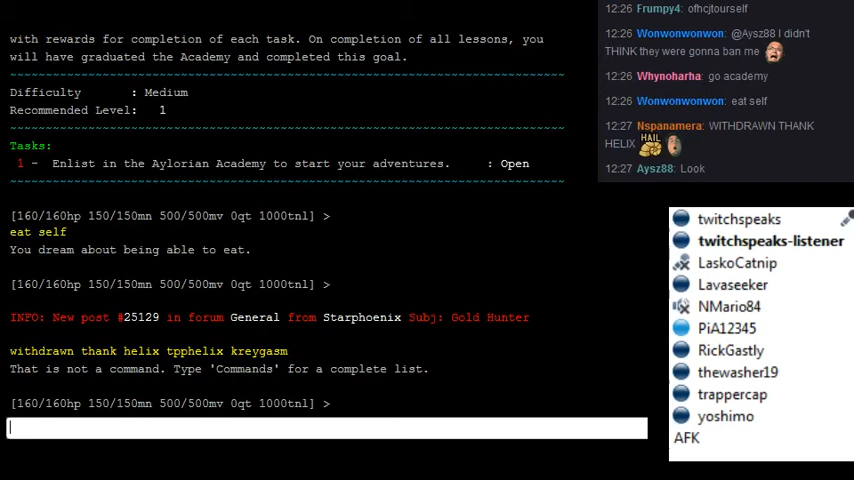 with rewards for completion of each task. On completion of all lessons, you
will have graduated the Academy and completed this goal.
~~~~~~~~~~~~~~~~~~~~~~~~~~~~~~~~~~~~~~~~~~~~~~~~~~~~~~~~~~~~~~~~~~~~~~~~~~~~~
Difficulty : Medium
Recommended Level: 1
~~~~~~~~~~~~~~~~~~~~~~~~~~~~~~~~~~~~~~~~~~~~~~~~~~~~~~~~~~~~~~~~~~~~~~~~~~~~~
Tasks:
1 - Enlist in the Aylorian Academy to start your adventures. : Open
~~~~~~~~~~~~~~~~~~~~~~~~~~~~~~~~~~~~~~~~~~~~~~~~~~~~~~~~~~~~~~~~~~~~~~~~~~~~~
[160/160hp 150/150mn 500/500mv 0qt 1000tnl] >
eat self
You dream about being able to eat.
[160/160hp 150/150mn 500/500mv 0qt 1000tnl] >
INFO: New post #25129 in forum General from Starphoenix Subj: Gold Hunter
withdrawn thank helix tpphelix kreygasm
That is not a command. Type 'Commands' for a complete list.
[160/160hp 150/150mn 500/500mv 0qt 1000tnl] >
12:26 Frumpy4: ofhcjtourself
12:26 Wonwonwonwon: @Aysz88 I didn't
THINK they were gonna ban me
12:26 Whynoharha: go academy
12:26 Wonwonwonwon: eat self
12:27 Nspanamera: WITHDRAWN THANK
HELIX HAIL
12:27 Aysz88: Look
twitchspeaks
twitchspeaks-listener
LaskoCatnip
Lavaseeker
NMario84
PiA12345
RickGastly
thewasher19
trappercap
yoshimo
AFK